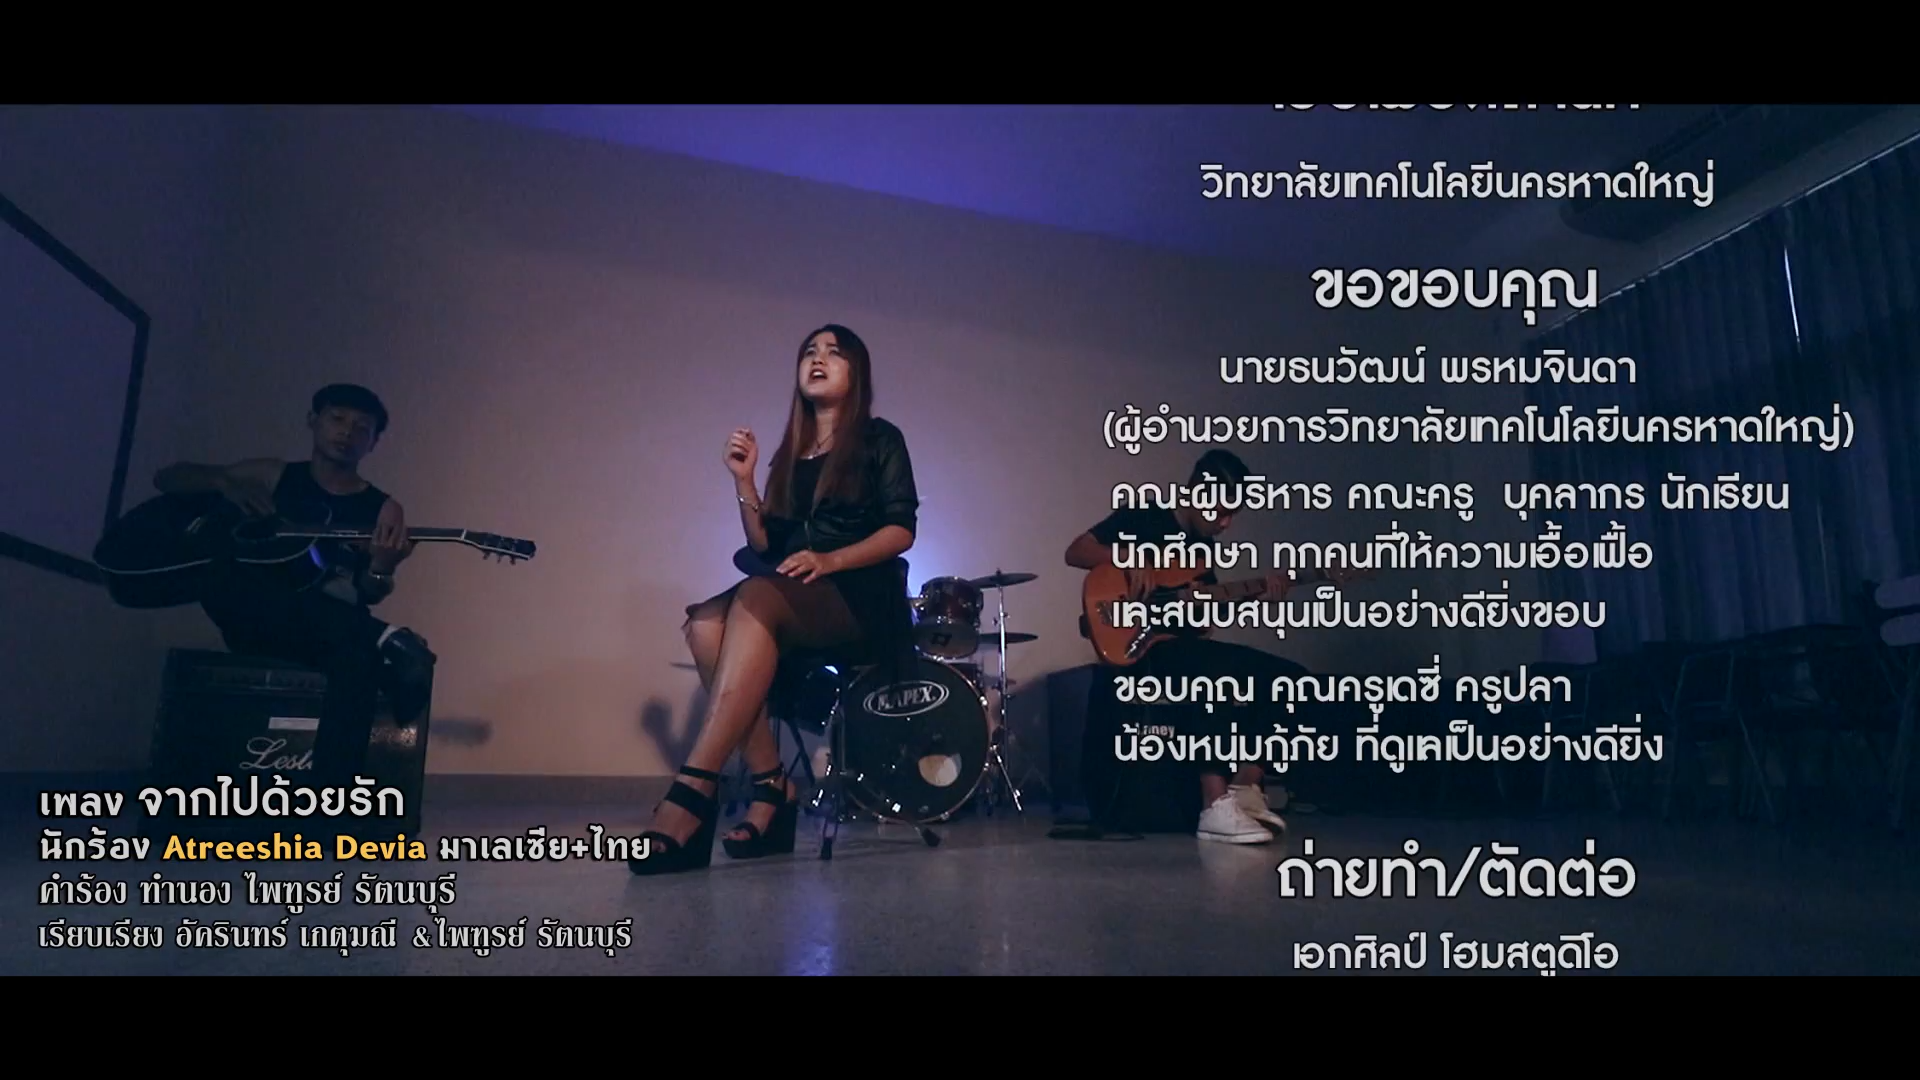 วิทยาลัยเทคโนโลยีนครหาดใหญ่
ขอขอบคุณ
นายธนวัฒน์ พรหมจินดา
(ผู้อำนวยการวิทยาลัยเทคโนโลยีนครหาดใหญ่)
คณะผู้บริหาร คณะครู บุคลากร นักเรียน
นักศึกษา ทุกคนที่ให้ความเอื้อเฟื้อ
และสนับสนุนเป็นอย่างดียิ่งขอบ
ขอบคุณ คุณครูเดซี่ ครูปลา
น้องหนุ่มกู้ภัย ที่ดูแลเป็นอย่างดียิ่ง
ถ่ายทำ/ตัดต่อ
เอกศิลป์ โฮมสตูดิโอ
MAPEX
เพลง จากไปด้วยรัก
นักร้อง Atreeshia Devia มาเลเซีย+ไทย
คำร้อง ทำนอง ไพฑูรย์ รัตนบุรี
เรียบเรียง อัครินทร์ เกตุมณี &ไพฑูรย์ รัตนบุรี